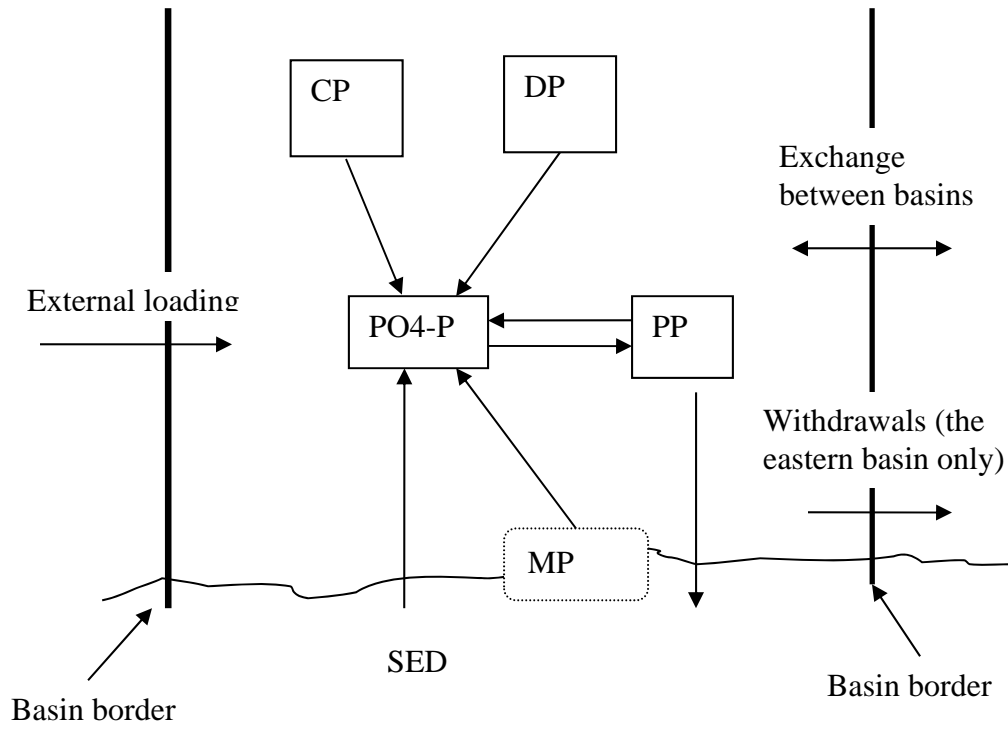 CP
DP
Exchange
between basins
External loading
PO4-P
PP
Withdrawals (the
eastern basin only)
MP
SED
Basin border
Basin border